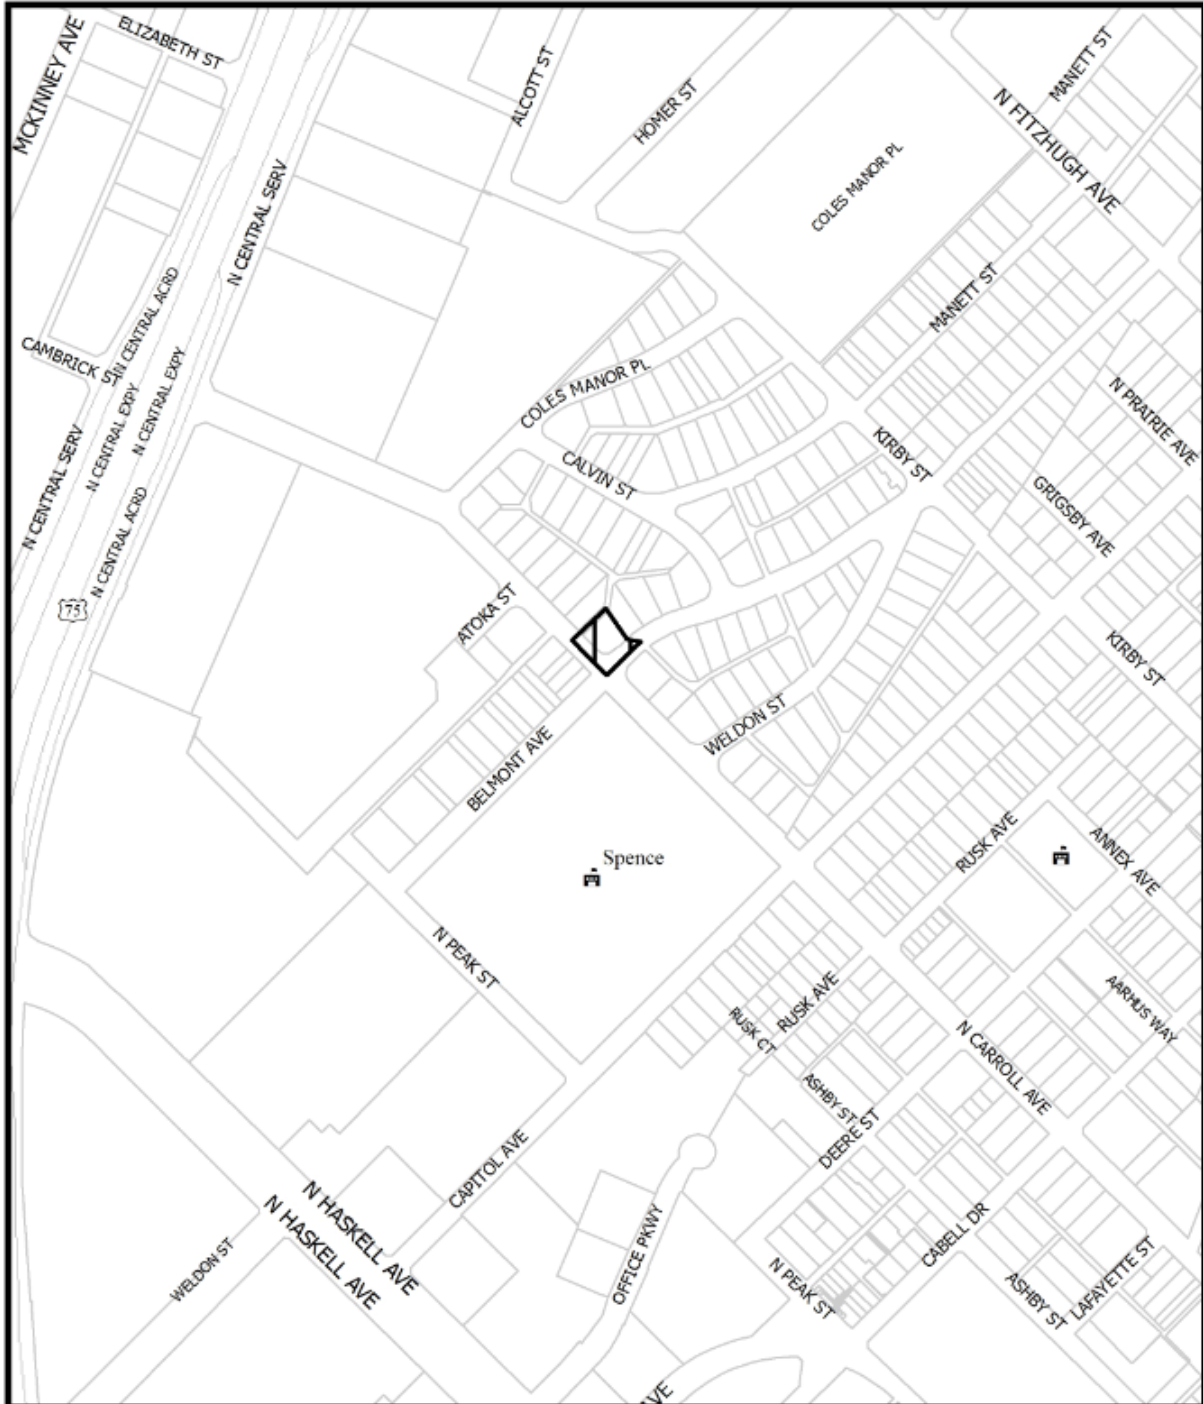 ELIZABETH ST
MCKINNEY AVE
ALCOTT ST
HOMER ST
MANETT ST
N FITZHUGH AVE
COLES MANOR PL
N CENTRAL SERV
N CENTRAL ACRD
MANETT ST
CAMBRICK ST
N CENTRAL EXPY
N CENTRAL EXPY
COLES MANOR PL
N PRAIRIE AVE
KIRBY ST
CALVIN ST
N CENTRAL SERV
GRIGSBY AVE
N CENTRAL ACRD
75
ATOKA ST
KIRBY ST
WELDON ST
BELMONT AVE
RUSK AVE
ANNEX AVE
Spence
N PEAK ST
RUSK AVE
RUSK CT
AARHUS WAY
N CARROLL AVE
ASHBY ST
DEERE ST
CAPITOL AVE
N HASKELL AVE
N HASKELL AVE
WELDON ST
OFFICE PKWY
CABELL DR
N PEAK ST
ASHBY ST
LAFAYETTE ST
AVE